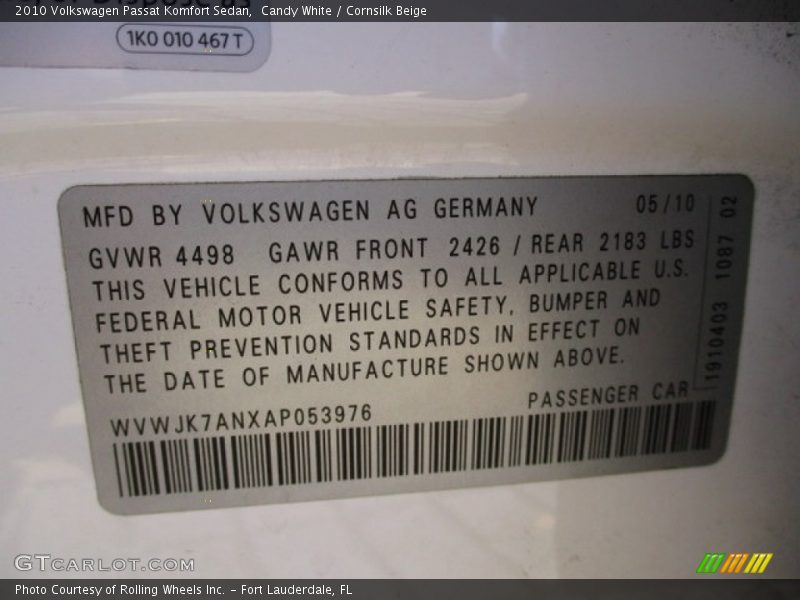 2010 Volkswagen Passat Komfort Sedan, Candy White / Cornsilk Beige
1K0 010 467 T
MFD BY VOLKSWAGEN AG GERMANY 05/10
GVWR 4498 GAWR FRONT 2426 / REAR 2183 LBS
THIS VEHICLE CONFORMS TO ALL APPLICABLE U.S.
FEDERAL MOTOR VEHICLE SAFETY, BUMPER AND
THEFT PREVENTION STANDARDS IN EFFECT ON
THE DATE OF MANUFACTURE SHOWN ABOVE.
WVWJK7ANXAP053976 PASSENGER CAR
1910403 1087 02
GTCARLOT.COM
Photo Courtesy of Rolling Wheels Inc. – Fort Lauderdale, FL